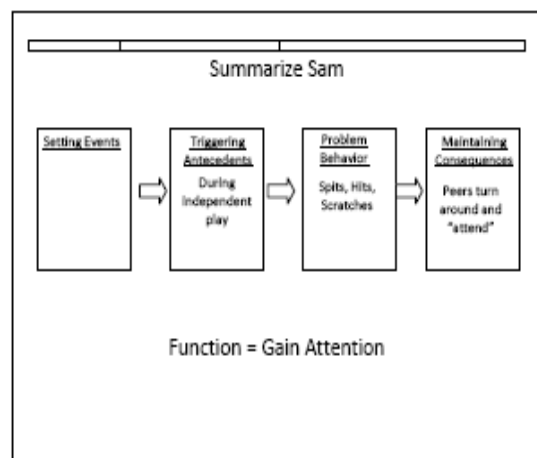 Summarize Sam
Setting Events
Triggering
Antecedents
During
Independent
play
Problem
Behavior
Spits, Hits,
Scratches
Maintaining
Consequences
Peers turn
around and
"attend"
Function = Gain Attention